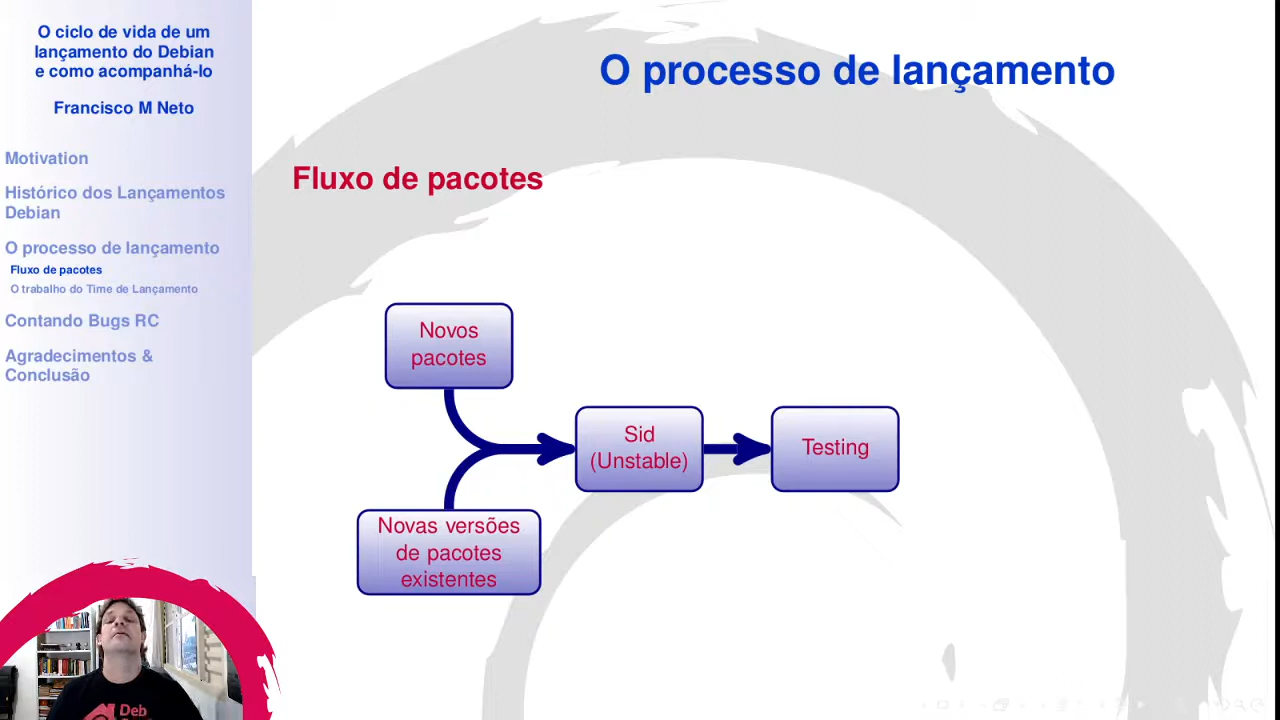 O ciclo de vida de um
lançamento do Debian
e como acompanhá-lo
Francisco M Neto
Motivation
Histórico dos Lançamentos
Debian
O processo de lançamento
Fluxo de pacotes
O trabalho do Time de Lançamento
Contando Bugs RC
Agradecimentos &
Conclusão
O processo de lançamento
Fluxo de pacotes
Novos
pacotes
Sid
(Unstable)
Testing
Novas versões
de pacotes
existentes
Deb